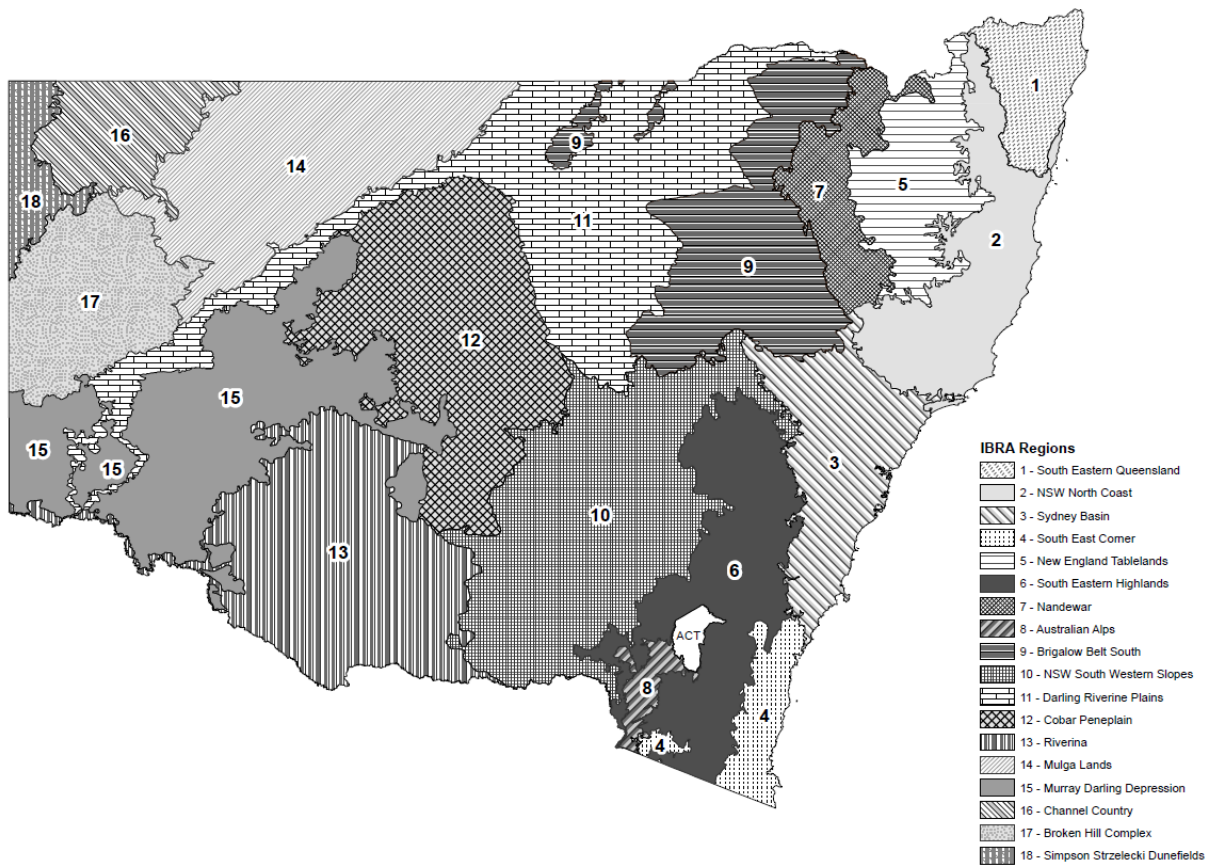 1
16
9
14
18
7
5
11
2
9
17
12
15
15
15
3
10
13
6
ACT
8
4
4
IBRA Regions
1 - South Eastern Queensland
2 - NSW North Coast
3 - Sydney Basin
4 - South East Corner
5 - New England Tablelands
6 - South Eastern Highlands
7 - Nandewar
8 - Australian Alps
9 - Brigalow Belt South
10 - NSW South Western Slopes
11 - Darling Riverine Plains
12 - Cobar Peneplain
13 - Riverina
14 - Mulga Lands
15 - Murray Darling Depression
16 - Channel Country
17 - Broken Hill Complex
18 - Simpson Strzelecki Dunefields